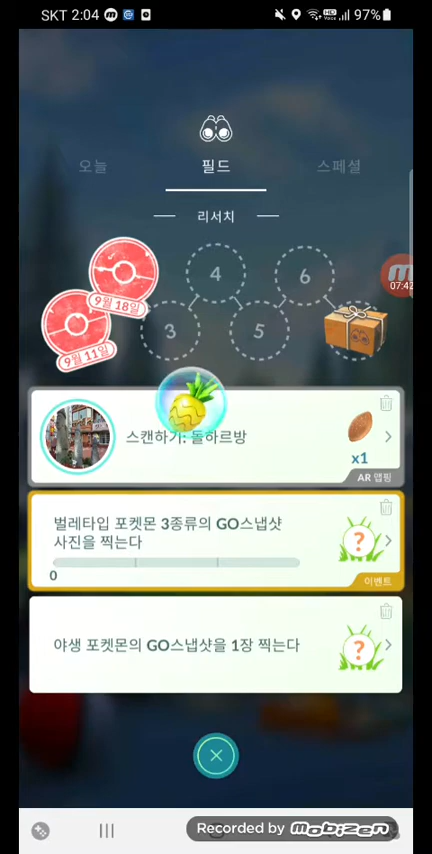 SKT 2:04
97%
오늘
필드
스페셜
리서치
9월 18일
9월 11일
4
6
3
5
07:42
스캔하기: 돌하르방
x1
AR 맵핑
벌레타입 포켓몬 3종류의 GO스냅샷
사진을 찍는다
?
0
이벤트
야생 포켓몬의 GO스냅샷을 1장 찍는다
?
Recorded by mobizen